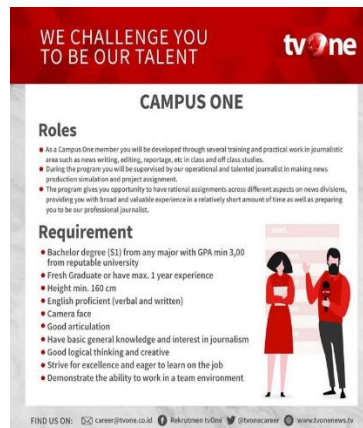 WE CHALLENGE YOU
TO BE OUR TALENT
tvOne
CAMPUS ONE
Roles
As a Campus One member you will be developed through several training and practical work in journalistic
area such as news writing, editing, reportage, etc in class and off class studies.
During the program you will be supervised by our operational and talented journalist in making news
production simulation and project assignment.
The program gives you opportunity to have rational assignments across different aspects on news divisions,
providing you with broad and valuable experience in a relatively short amount of time as well as preparing
you to be our professional journalist.
Requirement
Bachelor degree (S1) from any major with GPA min 3,00
from reputable university
Fresh Graduate or have max. 1 year experience
Height min. 160 cm
English proficient (verbal and written)
Camera face
Good articulation
Have basic general knowledge and interest in journalism
Good logical thinking and creative
Strive for excellence and eager to learn on the job
Demonstrate the ability to work in a team environment
FIND US ON: career@tvone.co.id Rekrutmen tvOne @tvonecareer www.tvonenews.tv